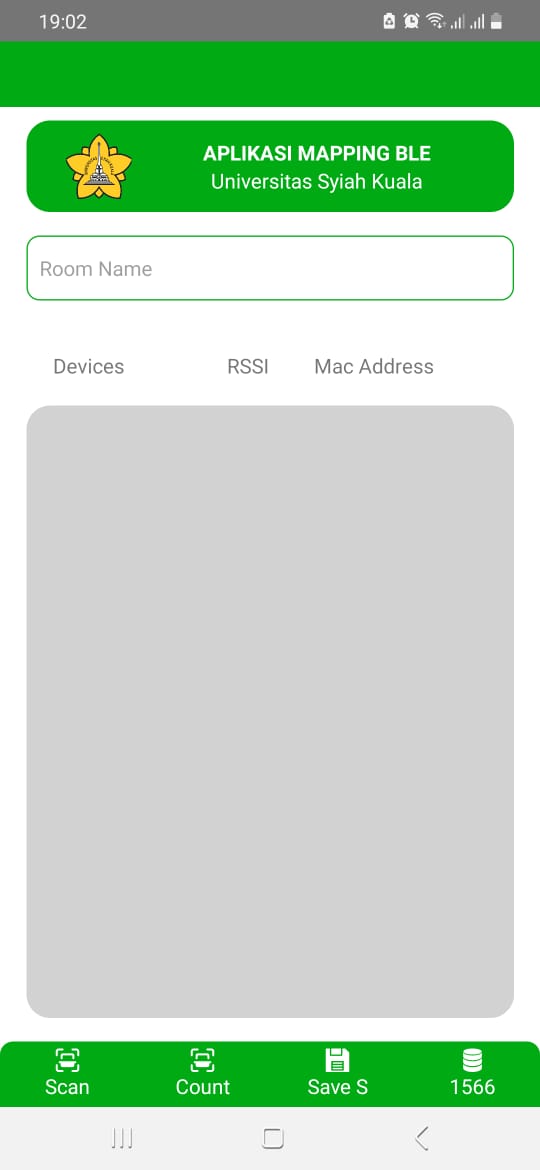 19:02
APLIKASI MAPPING BLE
Universitas Syiah Kuala
Room Name
Devices RSSI Mac Address
Scan Count Save S 1566